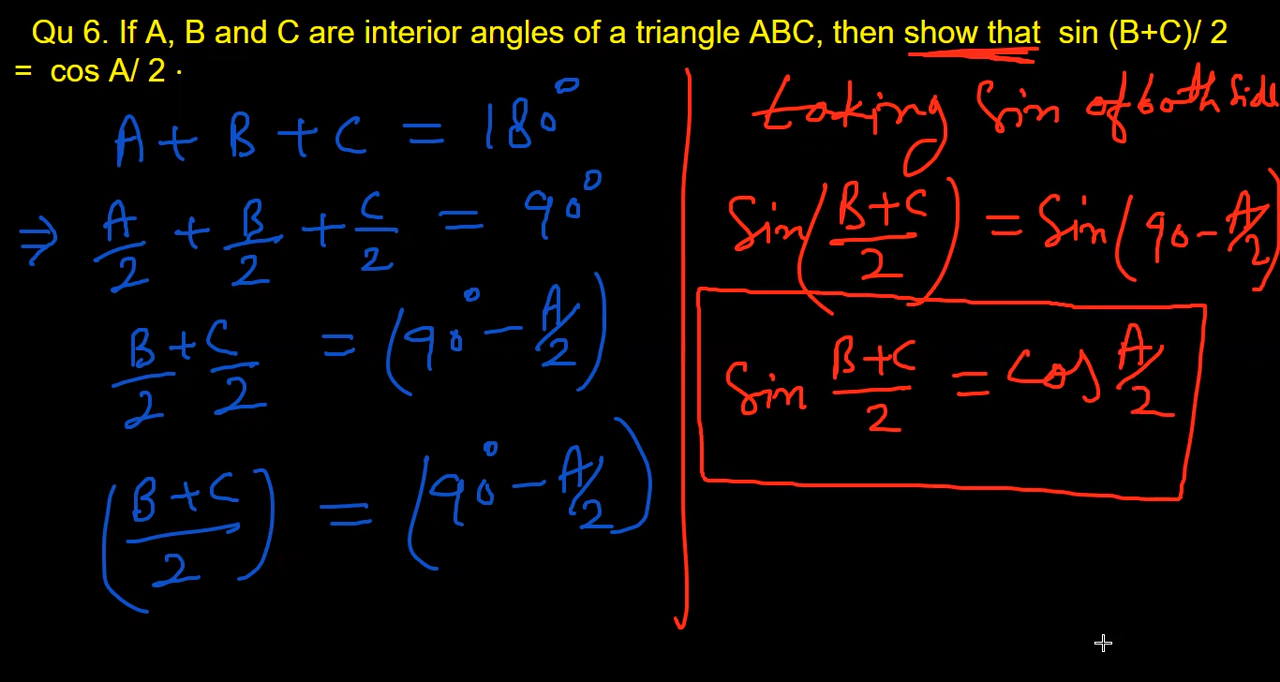 Qu 6. If A, B and C are interior angles of a triangle ABC, then show that sin (B+C)/ 2
= cos A/ 2 ·
A + B + C = 180°
⇒ A/2 + B/2 + C/2 = 90°
B/2 + C/2 = (90° - A/2)
(B+C/2) = (90° - A/2)
taking Sin of both side
Sin(B+C/2) = Sin(90 - A/2)
Sin B+C/2 = cos A/2